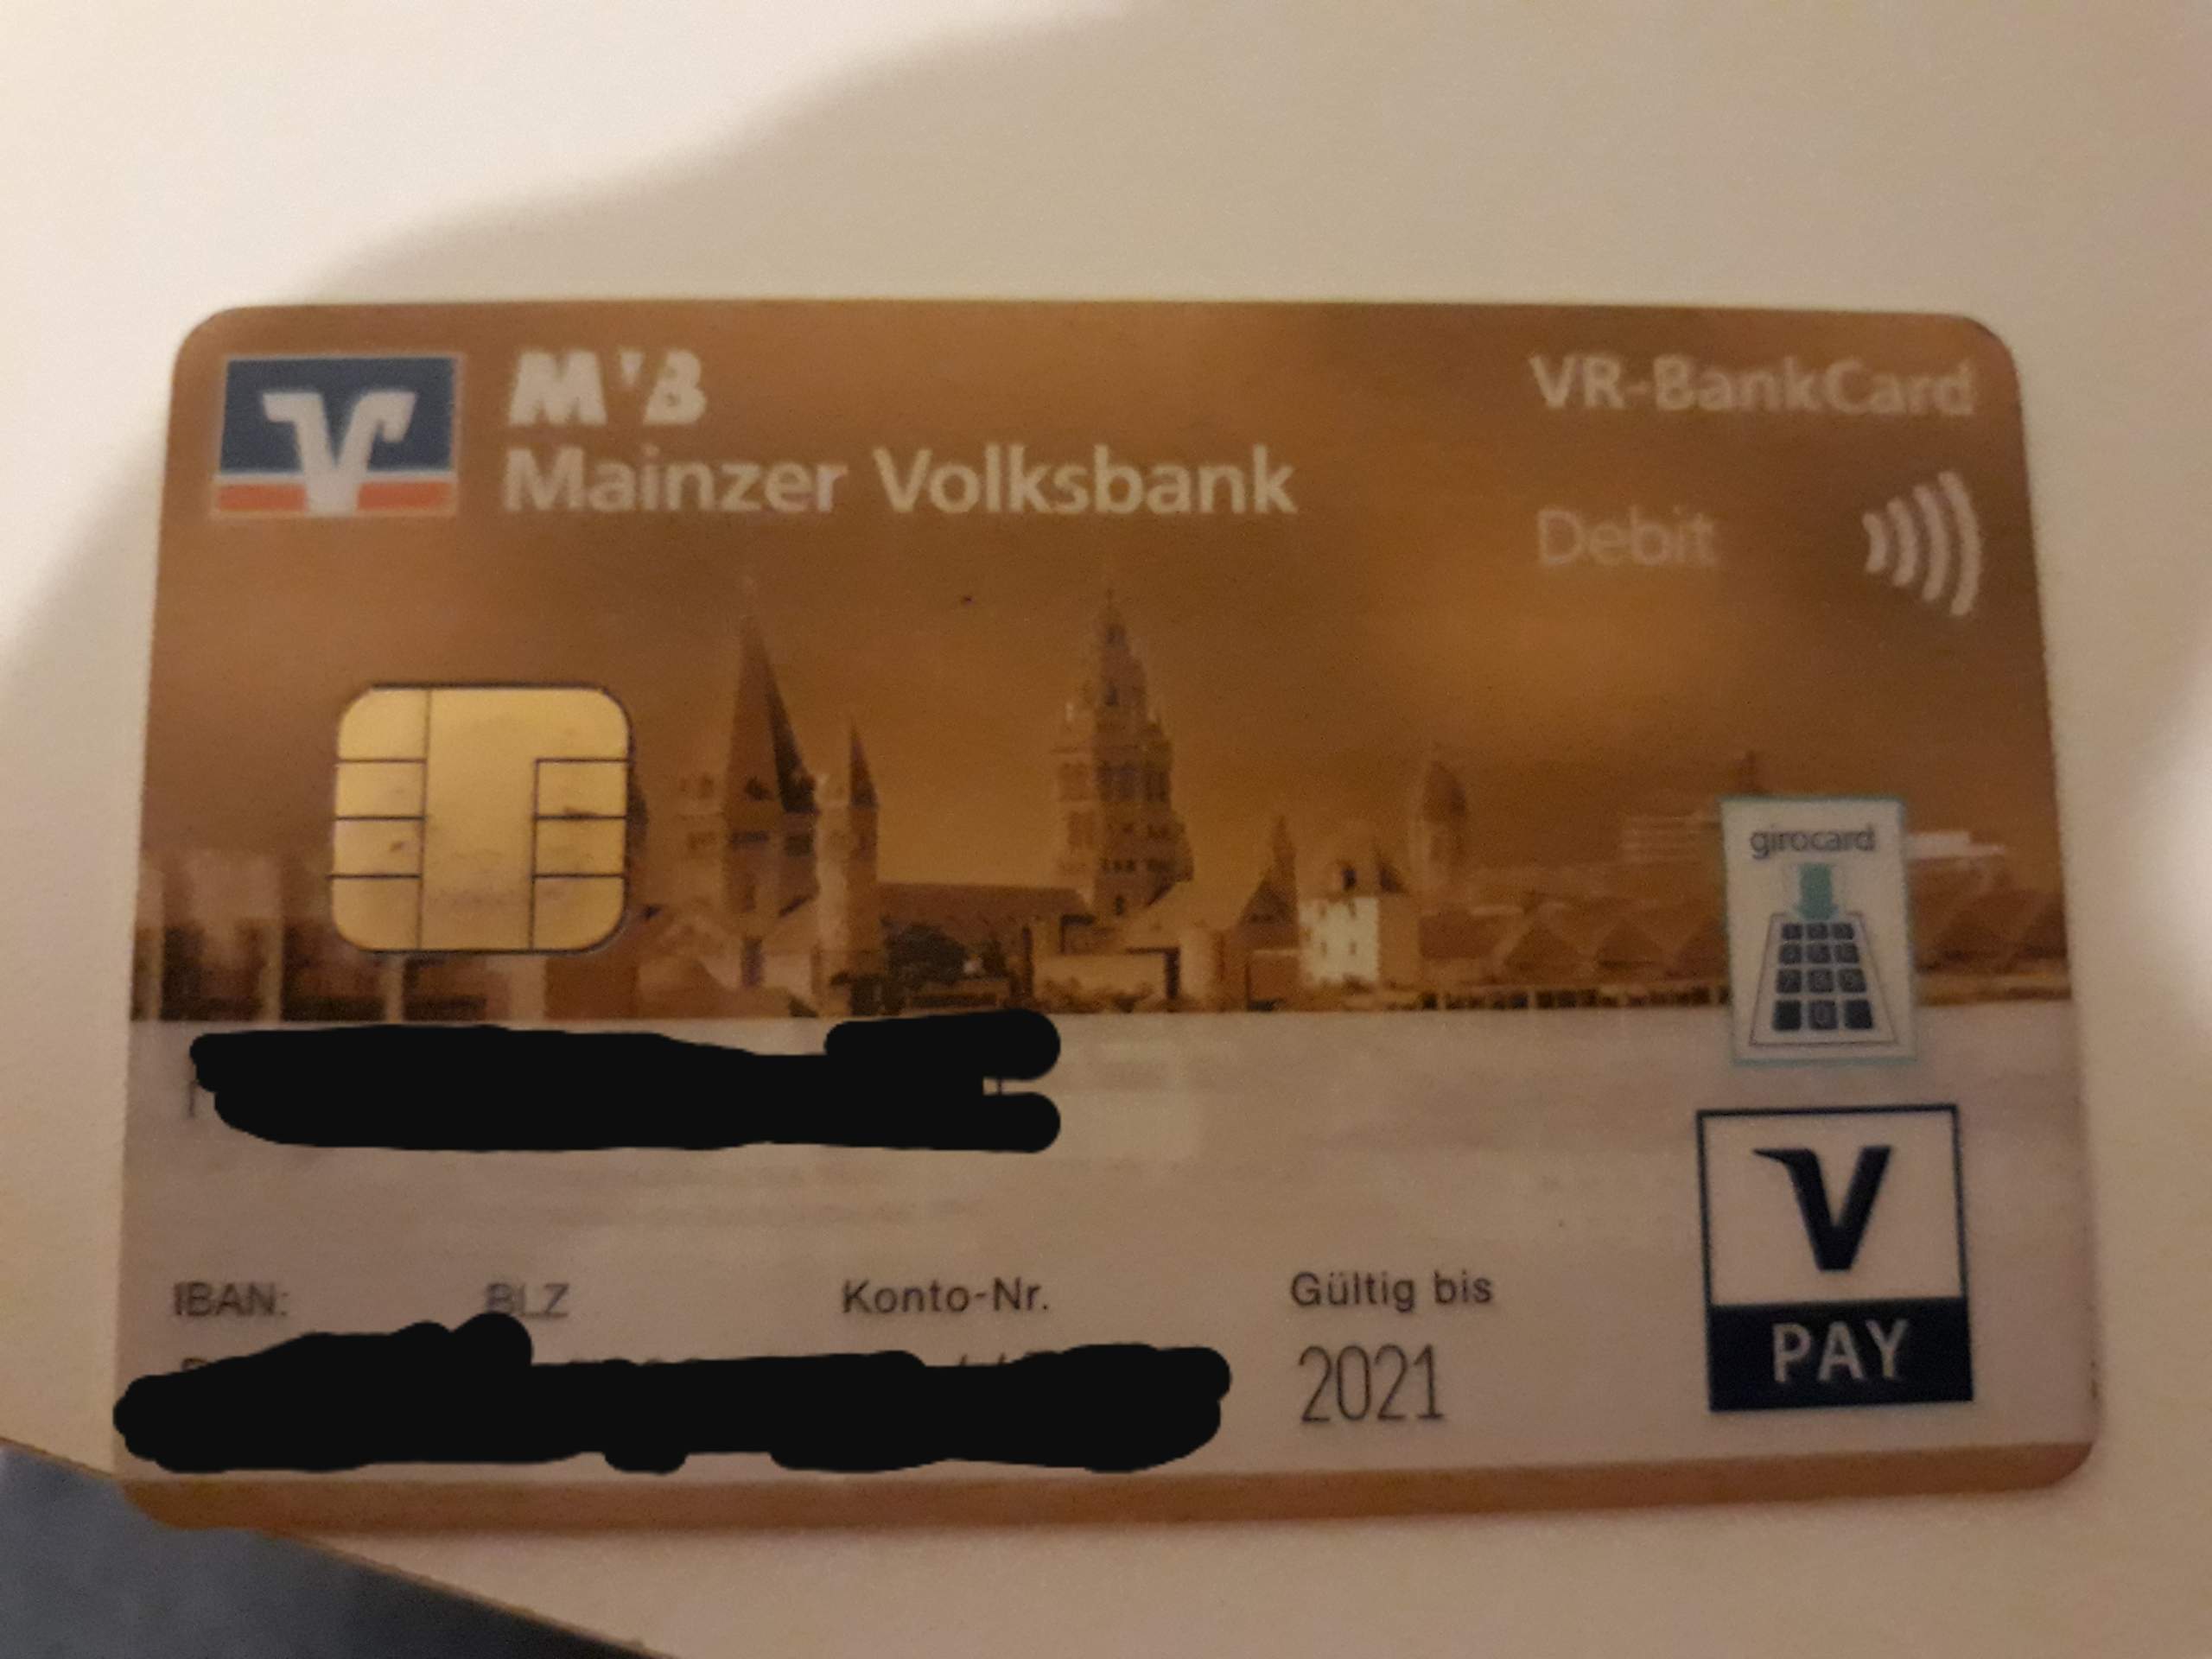 MVB
Mainzer Volksbank
VR-BankCard
Debit
girocard
IBAN:
BLZ
Konto-Nr.
Gültig bis
2021
V
PAY